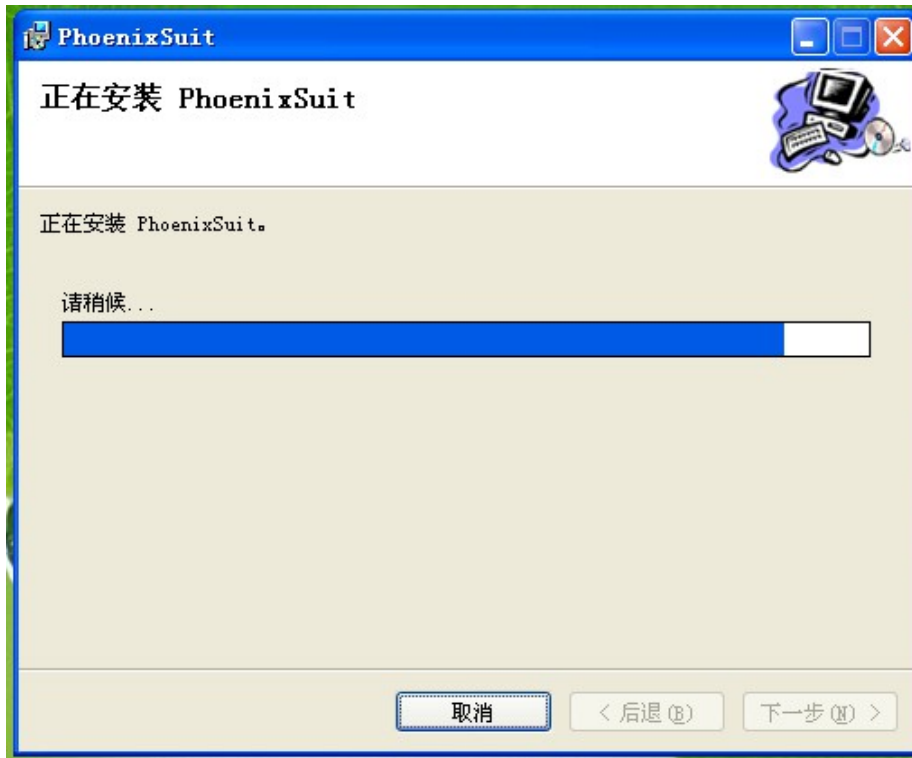 PhoenixSuit
正在安装 PhoenixSuit
正在安装 PhoenixSuit。
请稍候...
取消
< 后退(B)
下一步(N) >